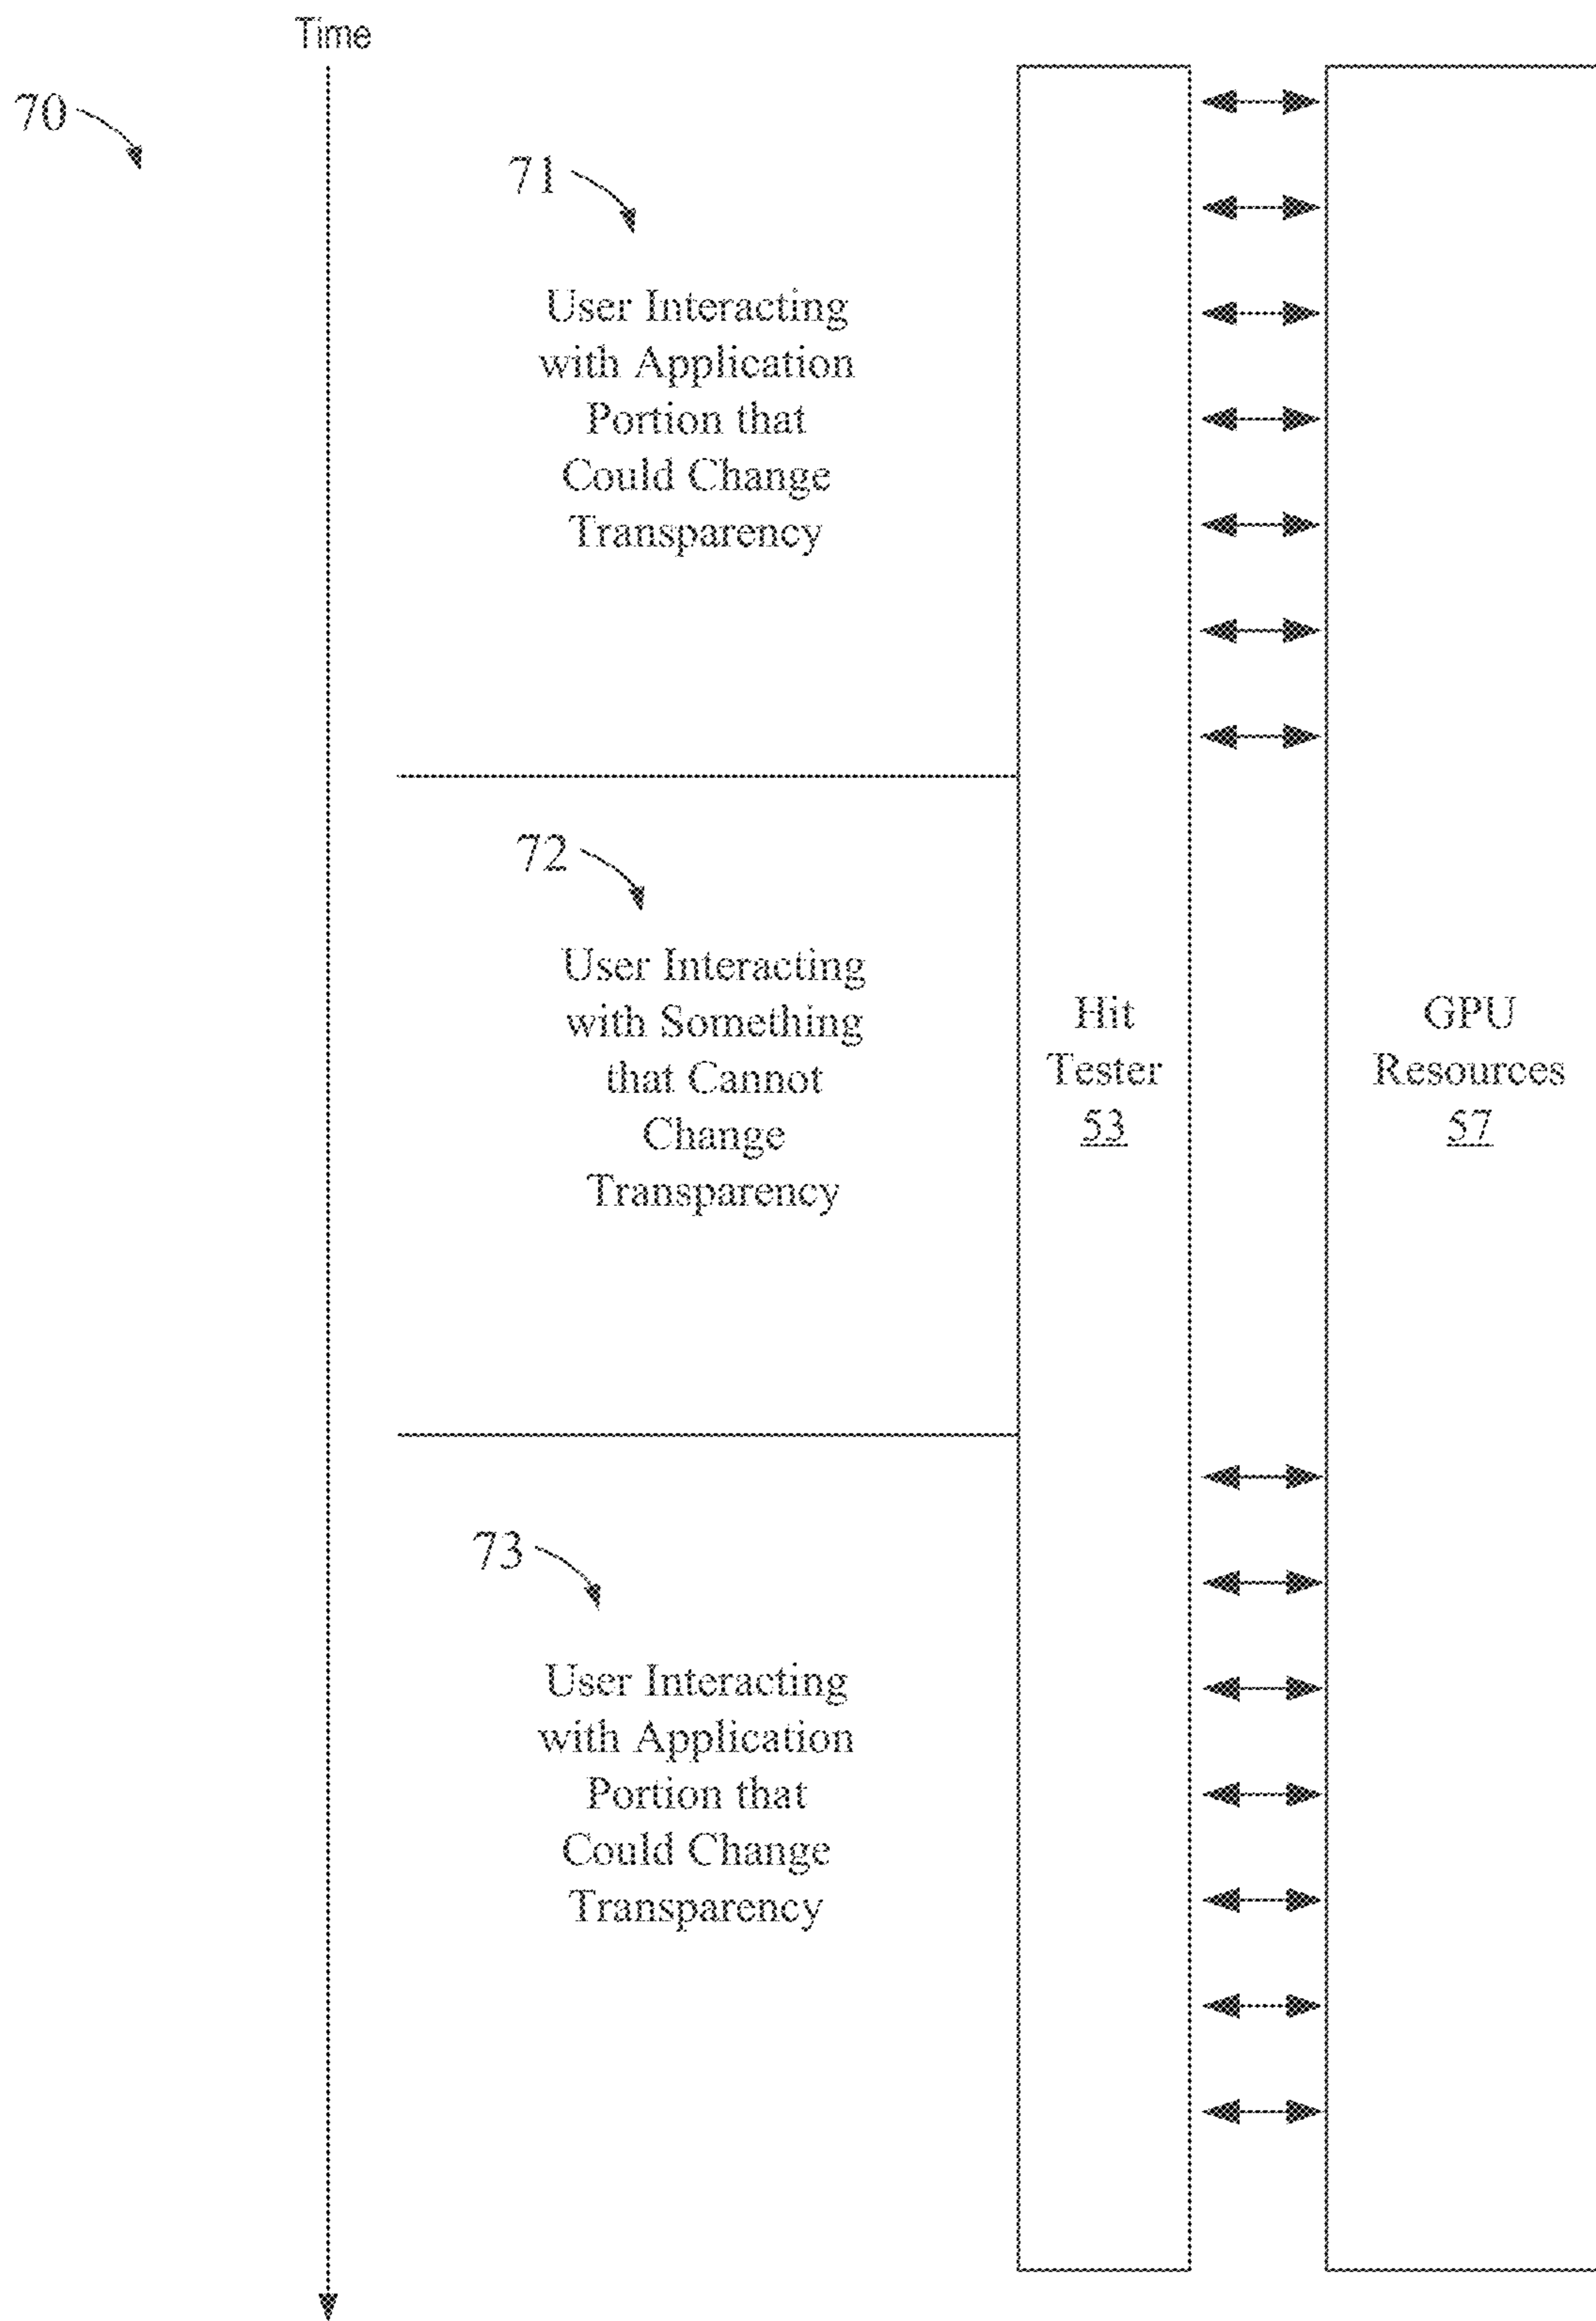 Time
70
71
User Interacting
with Application
Portion that
Could Change
Transparency
72
User Interacting
with Something
that Cannot
Change
Transparency
Hit
Tester
53
GPU
Resources
57
73
User Interacting
with Application
Portion that
Could Change
Transparency